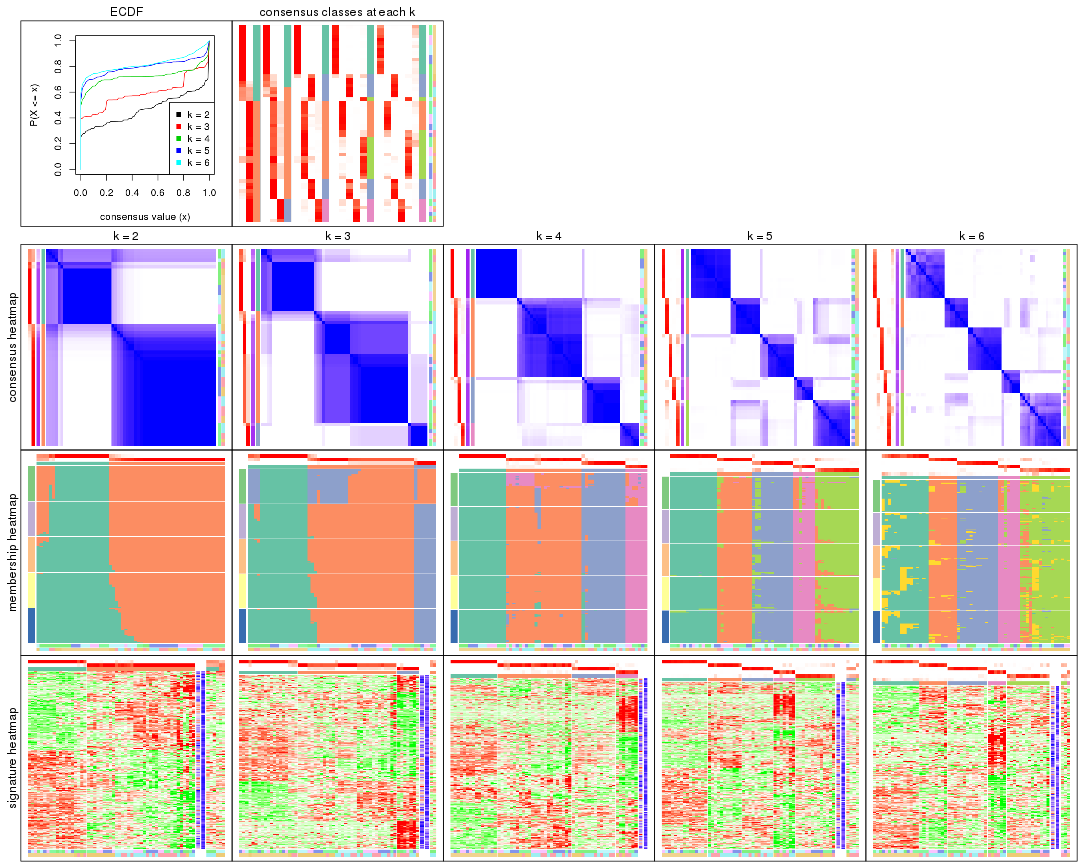 ECDF
consensus classes at each k
P(X <= x)
0.0 0.2 0.4 0.6 0.8 1.0
k = 2
k = 3
k = 4
k = 5
k = 6
0.0 0.2 0.4 0.6 0.8 1.0
consensus value (x)
k = 2
k = 3
k = 4
k = 5
k = 6
consensus heatmap
membership heatmap
signature heatmap